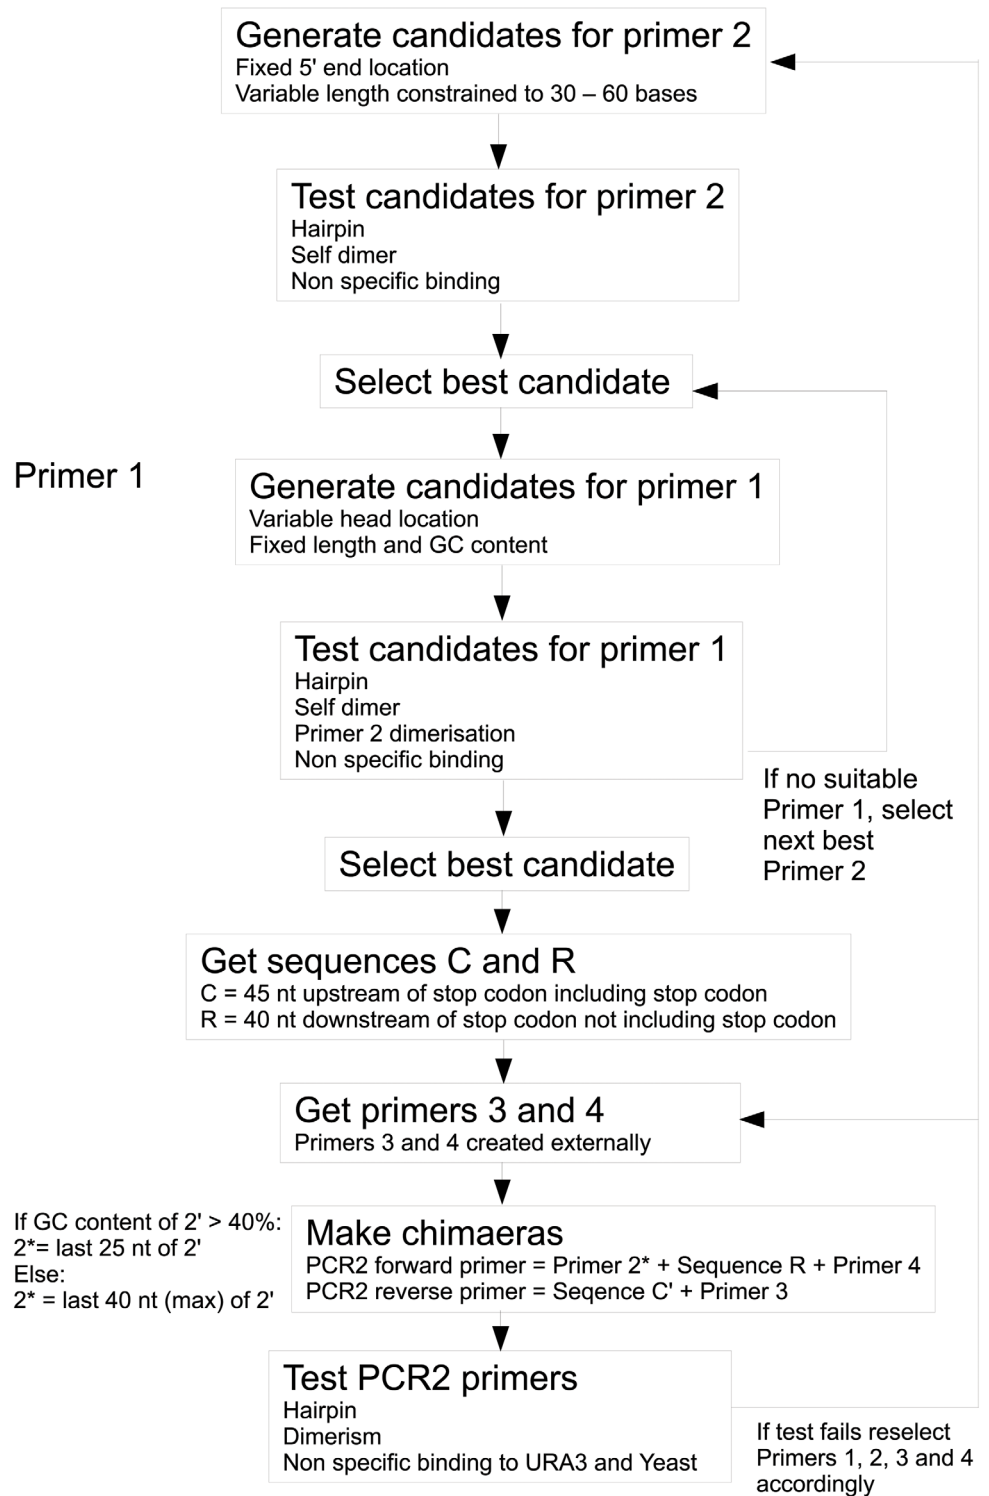 Generate candidates for primer 2
Fixed 5' end location
Variable length constrained to 30 – 60 bases
Test candidates for primer 2
Hairpin
Self dimer
Non specific binding
Select best candidate
Primer 1
Generate candidates for primer 1
Variable head location
Fixed length and GC content
Test candidates for primer 1
Hairpin
Self dimer
Primer 2 dimerisation
Non specific binding
If no suitable
Primer 1, select
next best
Primer 2
Select best candidate
Get sequences C and R
C = 45 nt upstream of stop codon including stop codon
R = 40 nt downstream of stop codon not including stop codon
Get primers 3 and 4
Primers 3 and 4 created externally
If GC content of 2' > 40%:
2*= last 25 nt of 2'
Else:
2* = last 40 nt (max) of 2'
Make chimaeras
PCR2 forward primer = Primer 2* + Sequence R + Primer 4
PCR2 reverse primer = Seqence C' + Primer 3
Test PCR2 primers
Hairpin
Dimerism
Non specific binding to URA3 and Yeast
If test fails reselect
Primers 1, 2, 3 and 4
accordingly